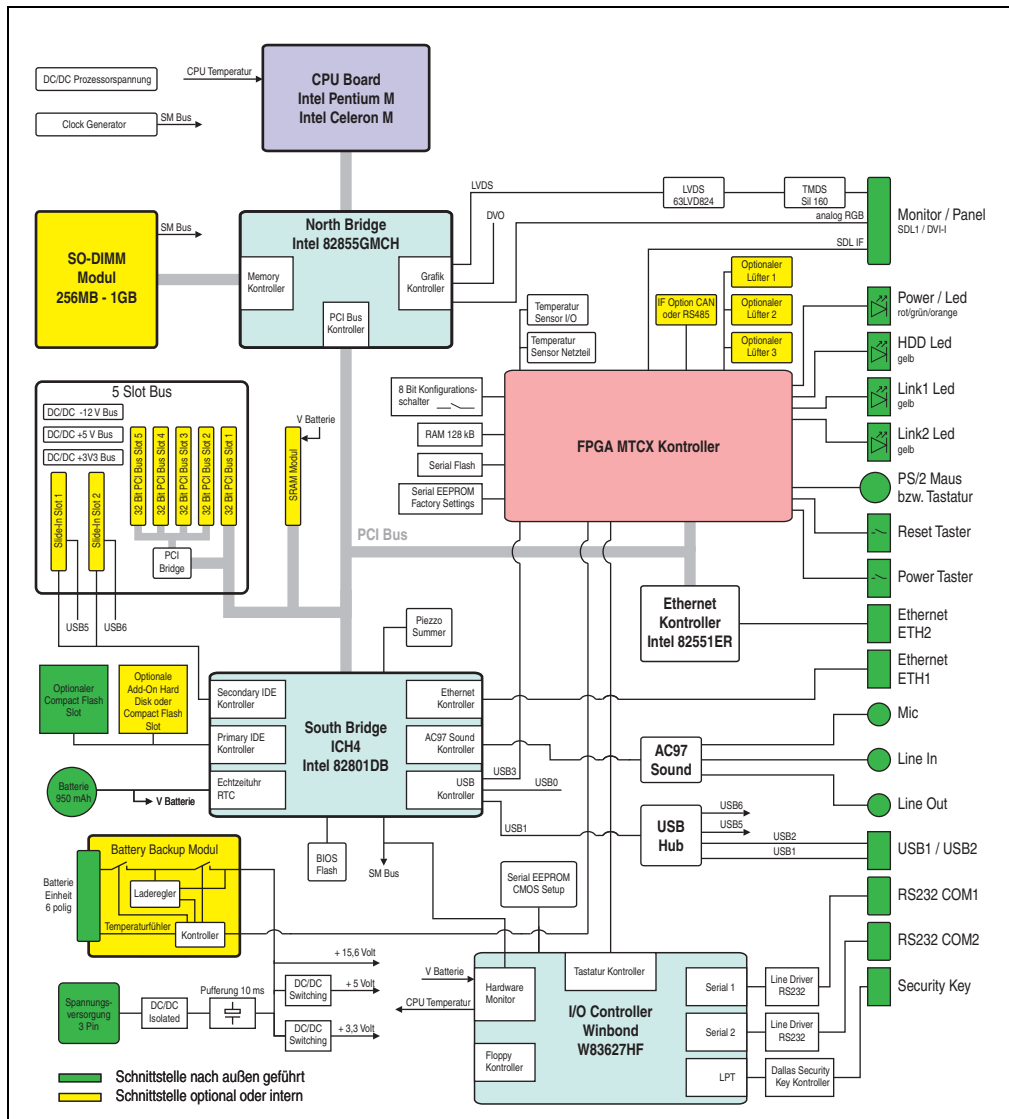 DC/DC Prozessorspannung
CPU Temperatur
Clock Generator
SM Bus
CPU Board
Intel Pentium M
Intel Celeron M
SO-DIMM
Modul
256MB - 1GB
SM Bus
North Bridge
Intel 82855GMCH
Memory
Kontroller
Grafik
Kontroller
PCI Bus
Kontroller
LVDS
DVO
LVDS
63LVD824
TMDS
Sil 160
analog RGB
SDL IF
Monitor / Panel
SDL1 / DVI-I
Temperatur
Sensor I/O
Temperatur
Sensor Netzteil
IF Option CAN
oder RS485
Optionaler
Lüfter 1
Optionaler
Lüfter 2
Optionaler
Lüfter 3
Power / Led
rot/grün/orange
HDD Led
gelb
Link1 Led
gelb
Link2 Led
gelb
PS/2 Maus
bzw. Tastatur
Reset Taster
Power Taster
Ethernet
ETH2
Ethernet
ETH1
Mic
Line In
Line Out
USB1 / USB2
RS232 COM1
RS232 COM2
Security Key
5 Slot Bus
DC/DC -12 V Bus
DC/DC +5 V Bus
DC/DC +3V3 Bus
Slide-In Slot 1
Slide-In Slot 2
32 Bit PCI Bus Slot 5
32 Bit PCI Bus Slot 4
32 Bit PCI Bus Slot 3
32 Bit PCI Bus Slot 2
32 Bit PCI Bus Slot 1
PCI
Bridge
USB5
USB6
V Batterie
SRAM Modul
8 Bit Konfigurations-
schalter
RAM 128 kB
Serial Flash
Serial EEPROM
Factory Settings
FPGA MTCX Kontroller
PCI Bus
Ethernet
Kontroller
Intel 82551ER
Piezzo
Summer
Optionaler
Compact Flash
Slot
Optionale
Add-On Hard
Disk oder
Compact Flash
Slot
Secondary IDE
Kontroller
Primary IDE
Kontroller
Echtzeituhr
RTC
South Bridge
ICH4
Intel 82801DB
Ethernet
Kontroller
AC97 Sound
Kontroller
USB
Kontroller
USB3
USB0
USB1
AC97
Sound
USB
Hub
USB6
USB5
USB2
USB1
Batterie
950 mAh
V Batterie
BIOS
Flash
SM Bus
Battery Backup Modul
Batterie
Einheit
6 polig
Laderegler
Temperaturfühler
Kontroller
Serial EEPROM
CMOS Setup
+ 15,6 Volt
+ 5 Volt
+ 3,3 Volt
DC/DC
Switching
DC/DC
Switching
Spannungs-
versorgung
3 Pin
DC/DC
Isolated
Pufferung 10 ms
V Batterie
CPU Temperatur
Hardware
Monitor
Tastatur Kontroller
Floppy
Kontroller
I/O Controller
Winbond
W83627HF
Serial 1
Serial 2
LPT
Line Driver
RS232
Line Driver
RS232
Dallas Security
Key Kontroller
Schnittstelle nach außen geführt
Schnittstelle optional oder intern